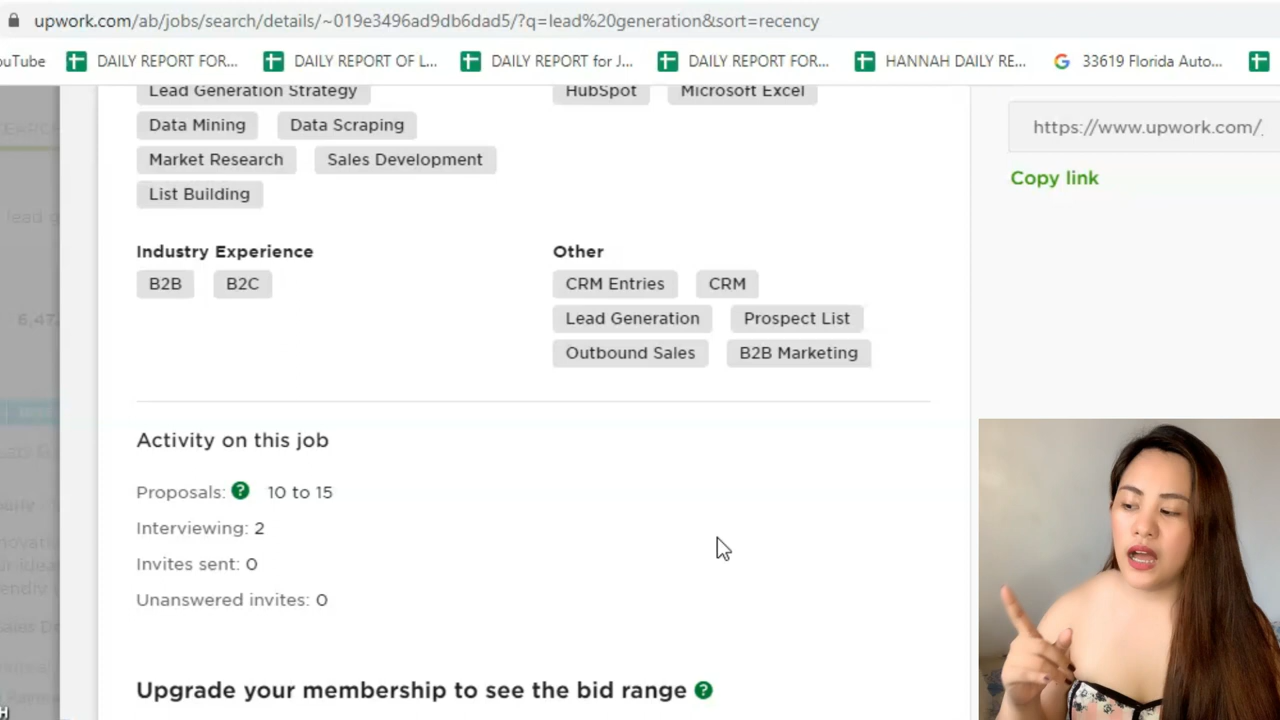 upwork.com/ab/jobs/search/details/~019e3496ad9db6dad5/?q=lead%20generation&sort=recency
ouTube DAILY REPORT FOR... DAILY REPORT OF L... DAILY REPORT for J... DAILY REPORT FOR... HANNAH DAILY RE... 33619 Florida Auto...
Lead Generation Strategy HubSpot Microsoft Excel
Data Mining Data Scraping https://www.upwork.com/
Market Research Sales Development
Copy link
List Building
lead g
Industry Experience Other
B2B B2C CRM Entries CRM
6,47 Lead Generation Prospect List
Outbound Sales B2B Marketing
Activity on this job
Proposals: ? 10 to 15
Interviewing: 2
Invites sent: 0
Unanswered invites: 0
Upgrade your membership to see the bid range ?